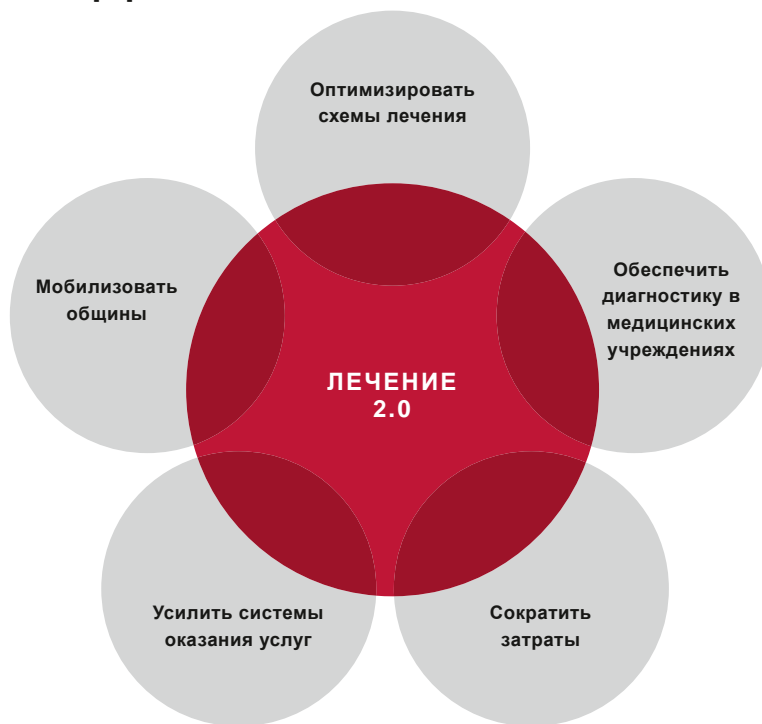 Оптимизировать
схемы лечения
Мобилизовать
общины
Обеспечить
диагностику в
медицинских
учреждениях
ЛЕЧЕНИЕ
2.0
Усилить системы
оказания услуг
Сократить
затраты